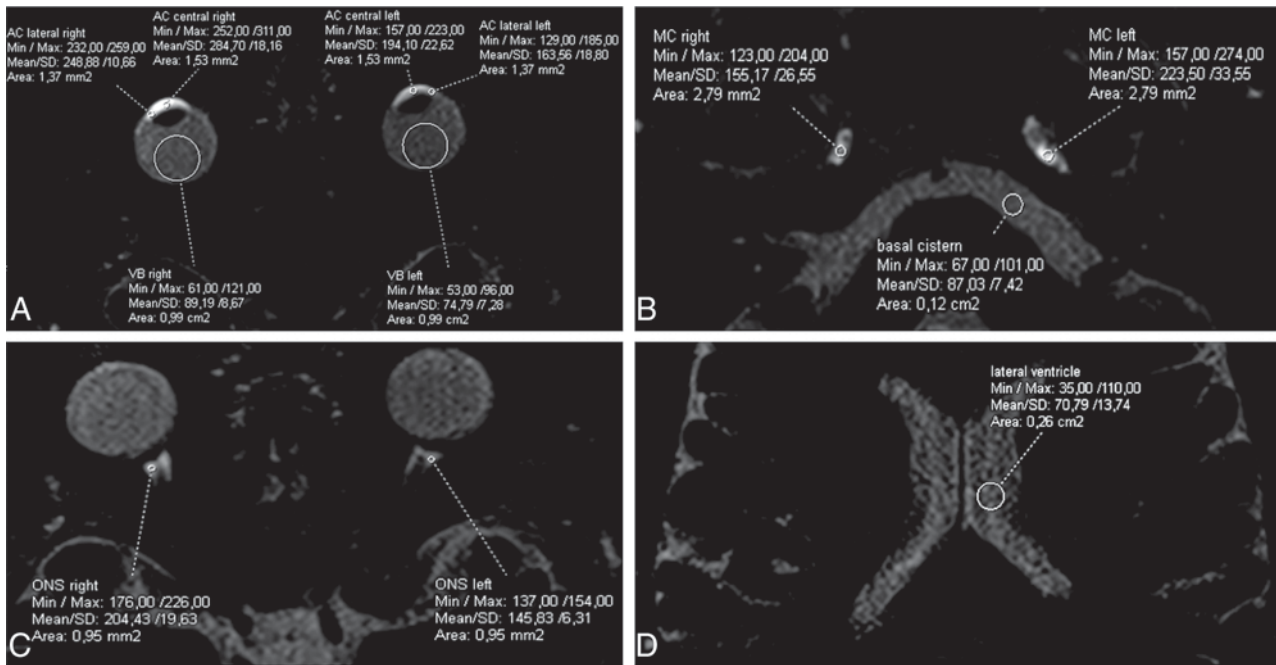 AC central right
Min / Max: 252,00 /311,00
Mean/SD: 284,70 /18,16
Area: 1,53 mm2
AC lateral right
Min / Max: 232,00 /259,00
Mean/SD: 248,88 /10,66
Area: 1,37 mm2
AC central left
Min / Max: 157,00 /223,00
Mean/SD: 194,10 /22,62
Area: 1,53 mm2
AC lateral left
Min / Max: 129,00 /185,00
Mean/SD: 163,56 /18,80
Area: 1,37 mm2
VB right
Min / Max: 61,00 /121,00
Mean/SD: 89,19 /8,67
Area: 0,99 cm2
VB left
Min / Max: 53,00 /96,00
Mean/SD: 74,79 /7,28
Area: 0,99 cm2
A
MC right
Min / Max: 123,00 /204,00
Mean/SD: 155,17 /26,55
Area: 2,79 mm2
MC left
Min / Max: 157,00 /274,00
Mean/SD: 223,50 /33,55
Area: 2,79 mm2
basal cistern
Min / Max: 67,00 /101,00
Mean/SD: 87,03 /7,42
Area: 0,12 cm2
B
ONS right
Min / Max: 176,00 /226,00
Mean/SD: 204,43 /19,63
Area: 0,95 mm2
ONS left
Min / Max: 137,00 /154,00
Mean/SD: 145,83 /6,31
Area: 0,95 mm2
C
lateral ventricle
Min / Max: 35,00 /110,00
Mean/SD: 70,79 /13,74
Area: 0,26 cm2
D